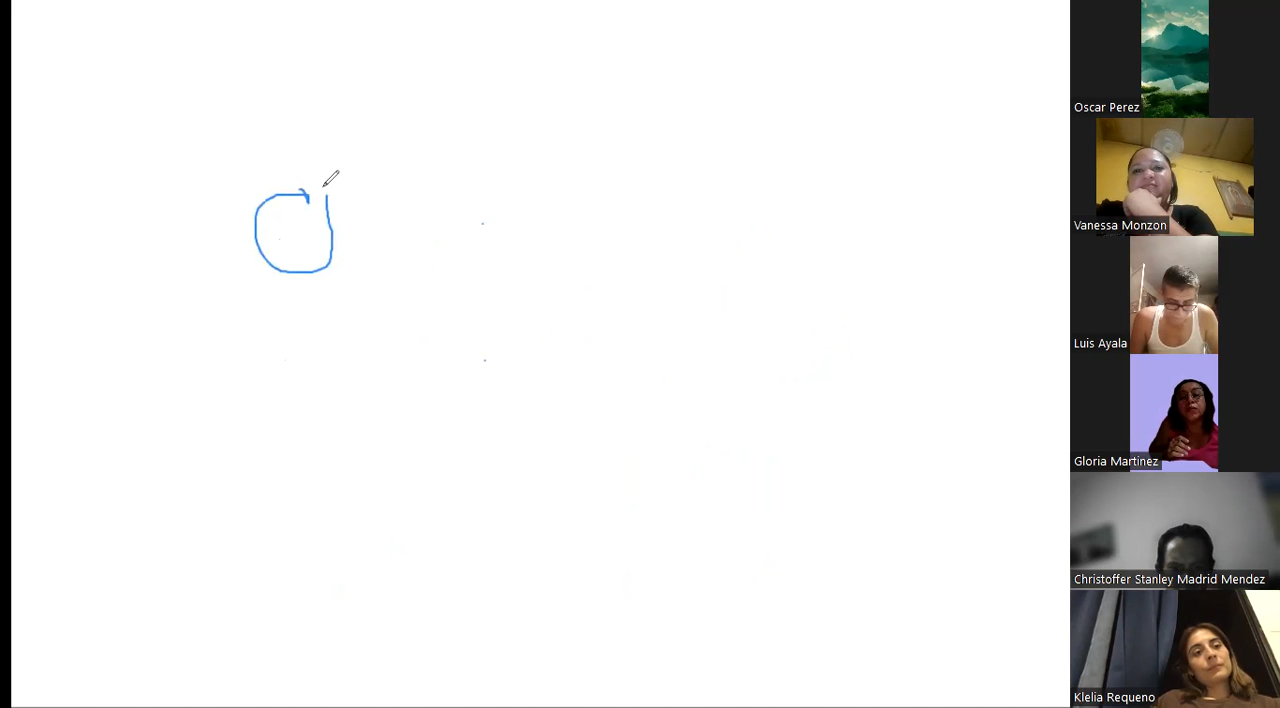 Oscar Perez
Vanessa Monzon
Luis Ayala
Gloria Martinez
Christoffer Stanley Madrid Mendez
Klelia Requeno